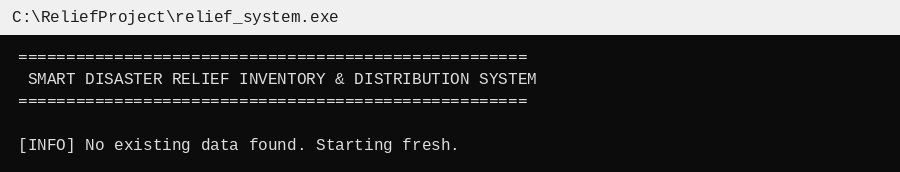 C:\ReliefProject\relief_system.exe
=====================================================
SMART DISASTER RELIEF INVENTORY & DISTRIBUTION SYSTEM
=====================================================
[INFO] No existing data found. Starting fresh.